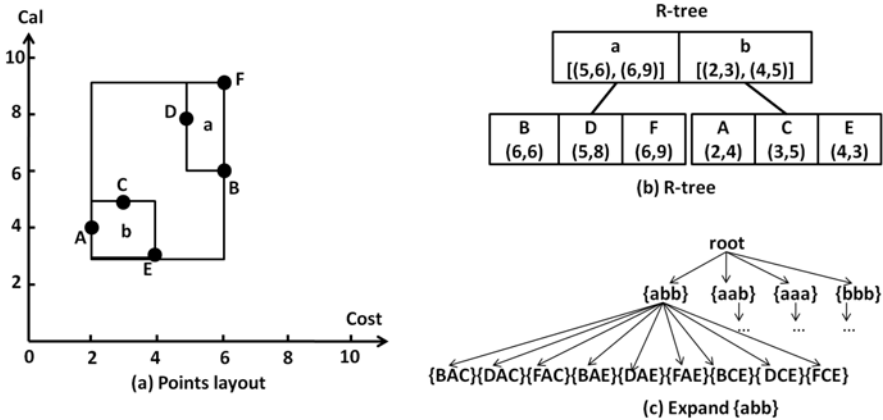 Cal
10
8
6
4
2
0
2
4
6
8
10
Cost
F
D
a
B
C
A
b
E
(a) Points layout
R-tree
a
b
[(5,6), (6,9)]
[(2,3), (4,5)]
B
D
F
A
C
E
(6,6)
(5,8)
(6,9)
(2,4)
(3,5)
(4,3)
(b) R-tree
root
{abb}
{aab}
{aaa}
{bbb}
...
...
...
{BAC}{DAC}{FAC}{BAE}{DAE}{FAE}{BCE}{ DCE}{FCE}
(c) Expand {abb}